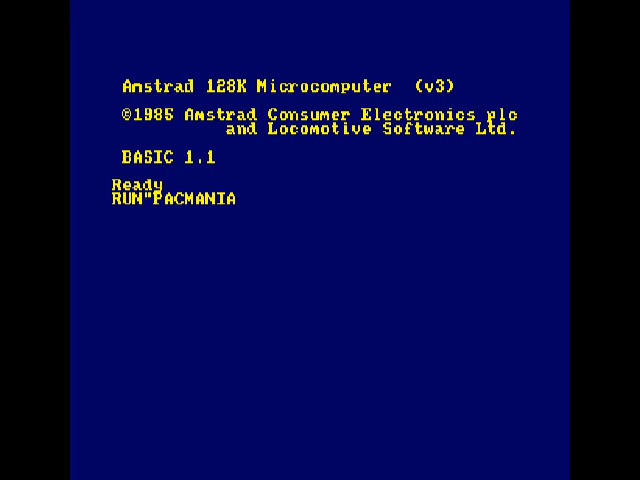 Amstrad 128K Microcomputer (v3)
©1985 Amstrad Consumer Electronics plc
and Locomotive Software Ltd.
BASIC 1.1
Ready
RUN"PACMANIA